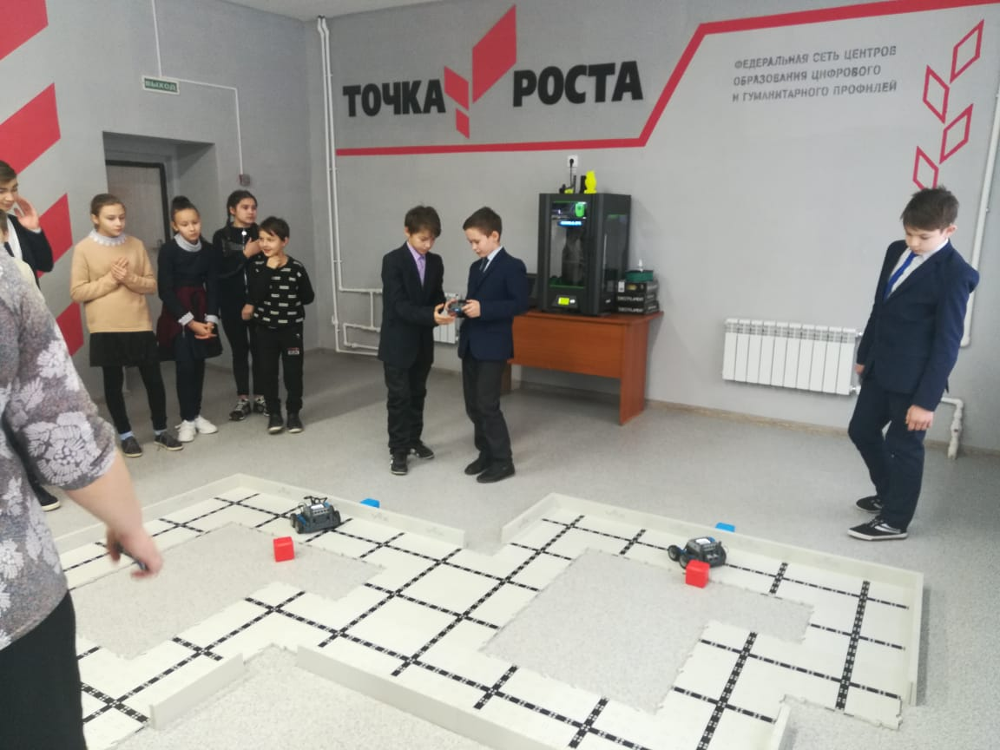 ВЫХОД
ТОЧКА РОСТА
ФЕДЕРАЛЬНАЯ СЕТЬ ЦЕНТРОВ
ОБРАЗОВАНИЯ ЦИФРОВОГО
И ГУМАНИТАРНОГО ПРОФИЛЕЙ